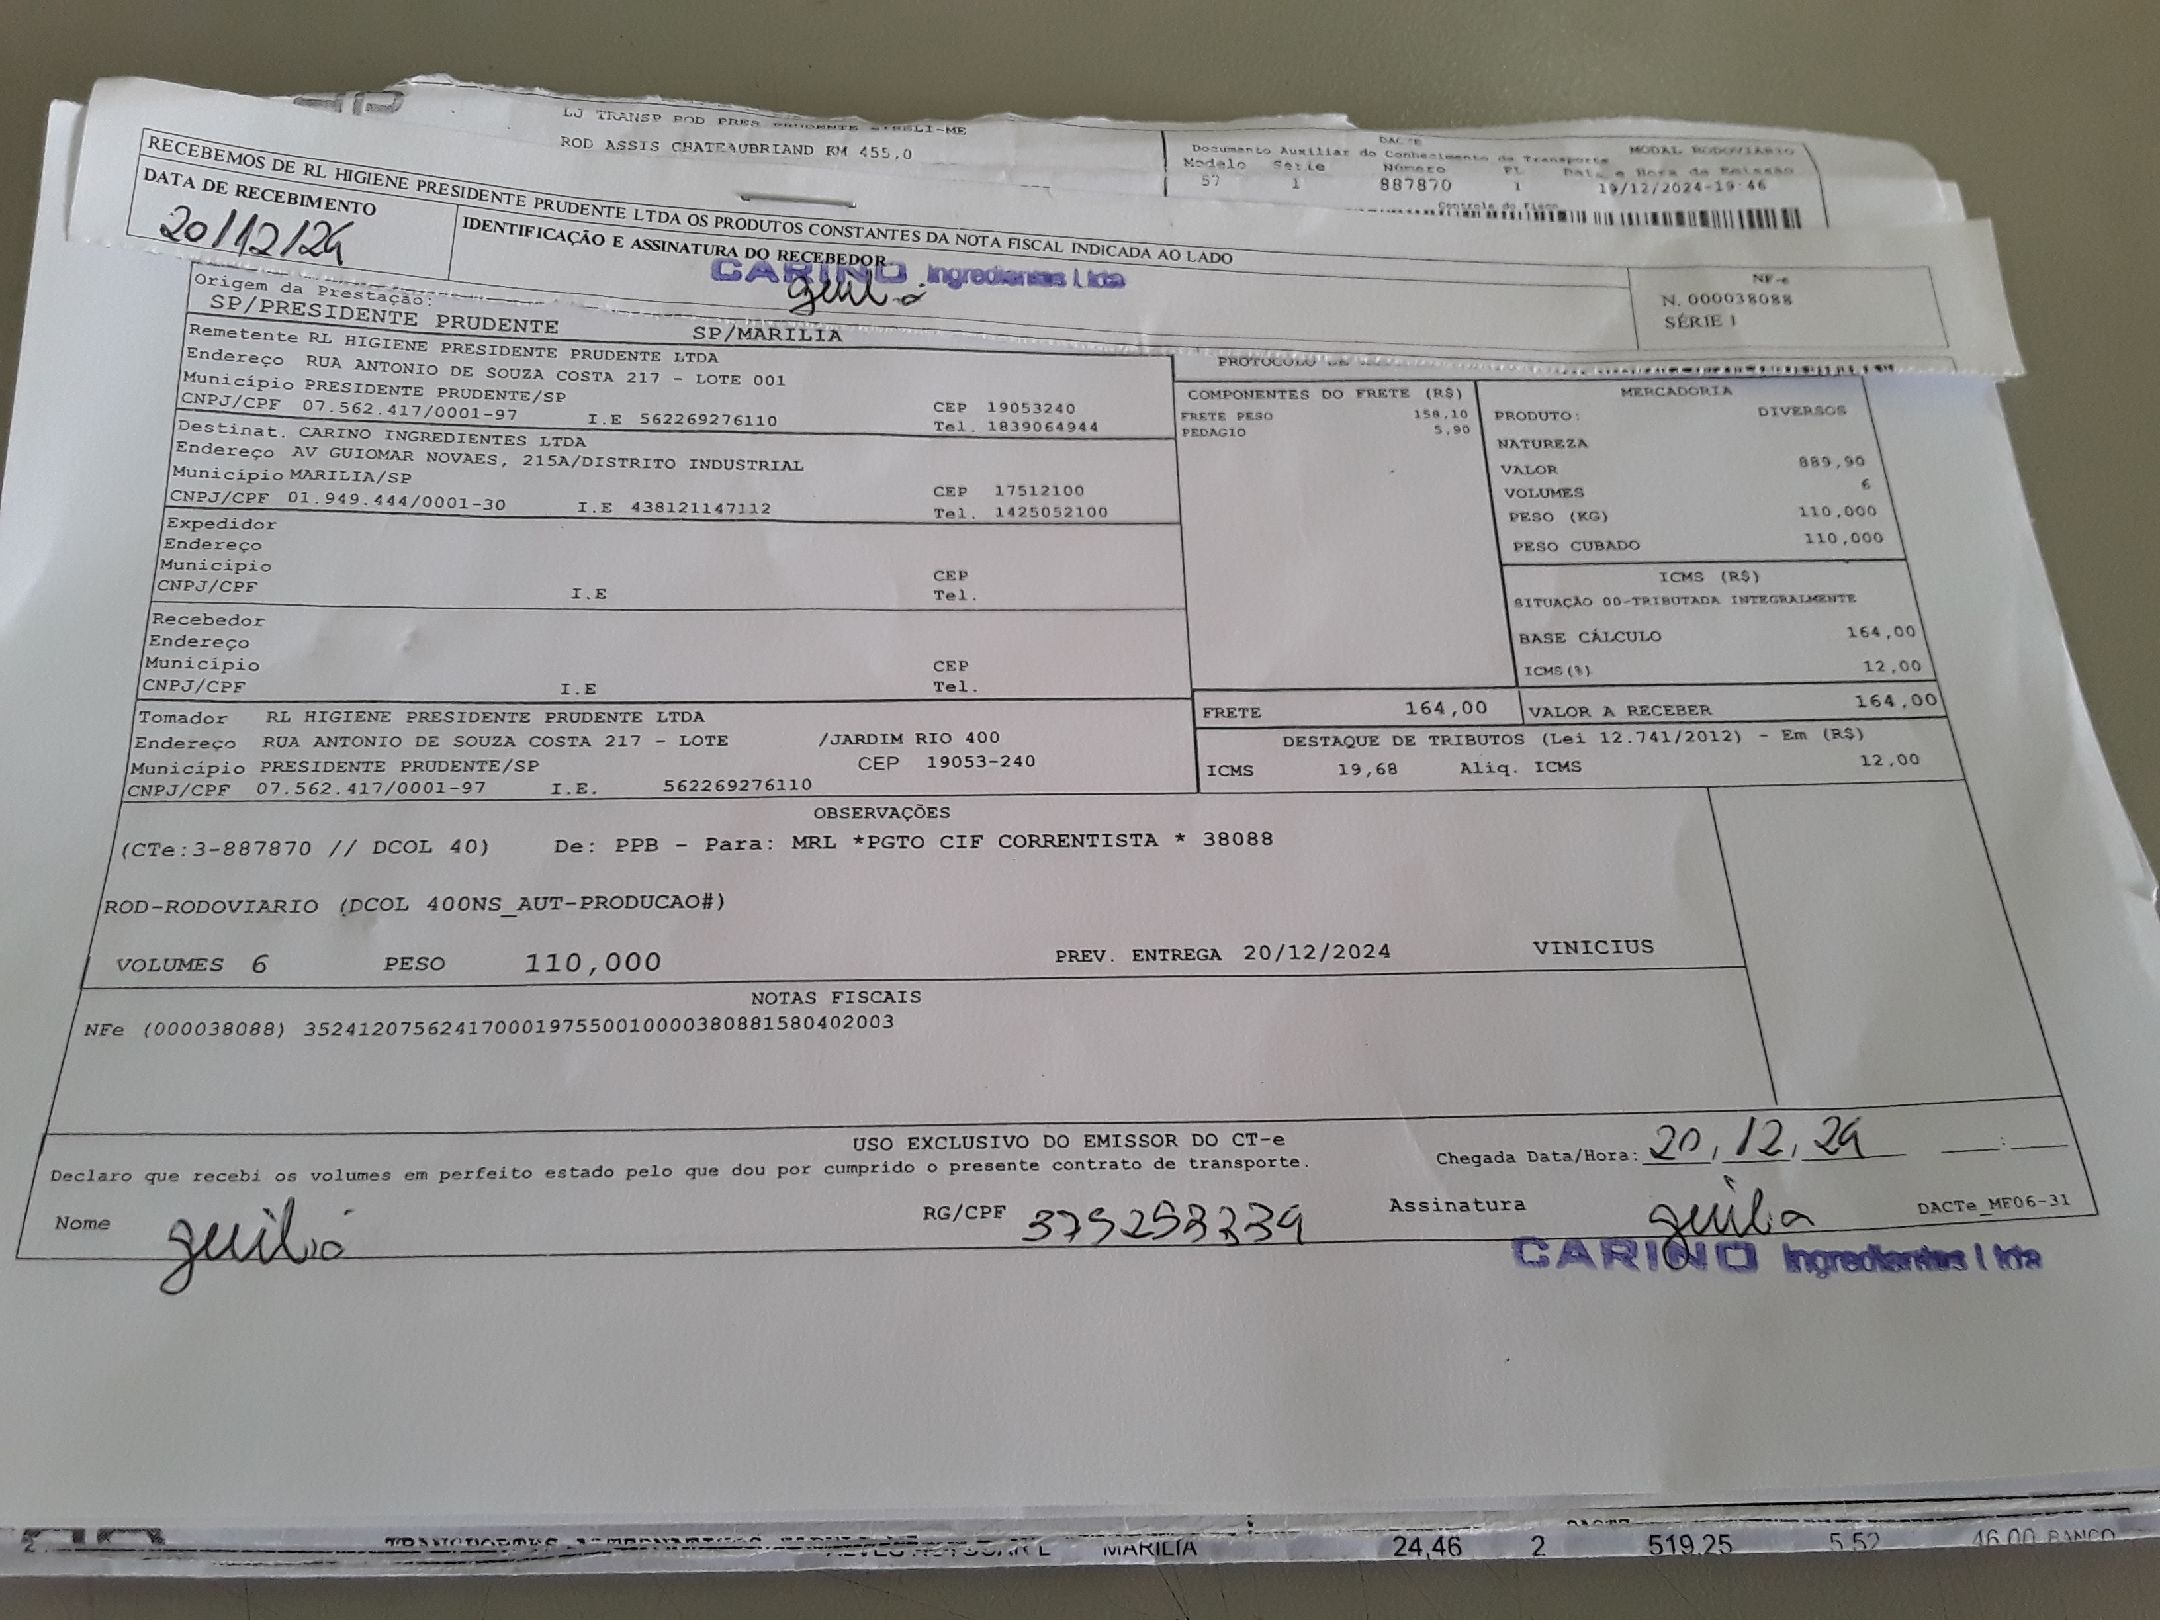 LJ TRANSP ROD PRES PRUDENTE EIRELI-ME
ROD ASSIS CHATEAUBRIAND KM 455,0
DACTE
Documento Auxiliar do Conhecimento de Transporte
MODAL RODOVIÁRIO
Modelo Série Número FL Data e Hora de Emissão
57 1 887870 1 19/12/2024-19:46
Controle do Fisco
RECEBEMOS DE RL HIGIENE PRESIDENTE PRUDENTE LTDA OS PRODUTOS CONSTANTES DA NOTA FISCAL INDICADA AO LADO
DATA DE RECEBIMENTO
20/12/24
IDENTIFICAÇÃO E ASSINATURA DO RECEBEDOR
CARINO Ingredientes Ltda
NF-e
N. 000038088
SÉRIE 1
Origem da Prestação:
SP/PRESIDENTE PRUDENTE SP/MARILIA
Remetente RL HIGIENE PRESIDENTE PRUDENTE LTDA
Endereço RUA ANTONIO DE SOUZA COSTA 217 - LOTE 001
Município PRESIDENTE PRUDENTE/SP CEP 19053240
CNPJ/CPF 07.562.417/0001-97 I.E 562269276110 Tel. 1839064944
Destinat. CARINO INGREDIENTES LTDA
Endereço AV GUIOMAR NOVAES, 215A/DISTRITO INDUSTRIAL
Município MARILIA/SP CEP 17512100
CNPJ/CPF 01.949.444/0001-30 I.E 438121147112 Tel. 1425052100
Expedidor
Endereço
Município CEP
CNPJ/CPF I.E Tel.
Recebedor
Endereço
Município CEP
CNPJ/CPF I.E Tel.
Tomador RL HIGIENE PRESIDENTE PRUDENTE LTDA
Endereço RUA ANTONIO DE SOUZA COSTA 217 - LOTE /JARDIM RIO 400
Município PRESIDENTE PRUDENTE/SP CEP 19053-240
CNPJ/CPF 07.562.417/0001-97 I.E. 562269276110
PROTOCOLO DE
COMPONENTES DO FRETE (R$)
FRETE PESO 158,10
PEDAGIO 5,90
MERCADORIA
PRODUTO: DIVERSOS
NATUREZA
VALOR 889,90
VOLUMES 6
PESO (KG) 110,000
PESO CUBADO 110,000
ICMS (R$)
SITUAÇÃO 00-TRIBUTADA INTEGRALMENTE
BASE CÁLCULO 164,00
ICMS(%) 12,00
FRETE 164,00 VALOR A RECEBER 164,00
DESTAQUE DE TRIBUTOS (Lei 12.741/2012) - Em (R$)
ICMS 19,68 Aliq. ICMS 12,00
OBSERVAÇÕES
(CTe:3-887870 // DCOL 40) De: PPB - Para: MRL *PGTO CIF CORRENTISTA * 38088
ROD-RODOVIARIO (DCOL 400NS_AUT-PRODUCAO#)
VOLUMES 6 PESO 110,000 PREV. ENTREGA 20/12/2024 VINICIUS
NOTAS FISCAIS
NFe (000038088) 35241207562417000197550010000380881580402003
USO EXCLUSIVO DO EMISSOR DO CT-e
Declaro que recebi os volumes em perfeito estado pelo que dou por cumprido o presente contrato de transporte.
Chegada Data/Hora: 20, 12, 24 :
Nome RG/CPF 375253239 Assinatura DACTe_MF06-31
CARINO Ingredientes Ltda
MARILIA 24,46 2 519,25 5,52 46,00 BANCO